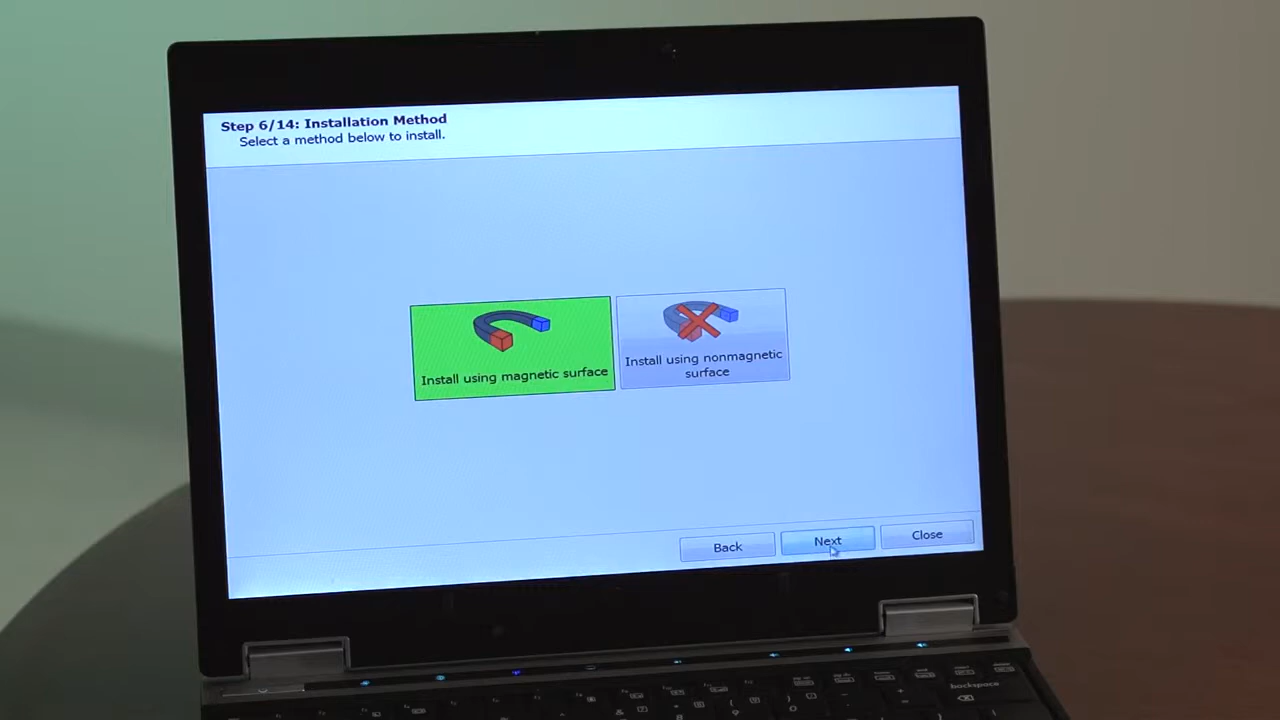 Step 6/14: Installation Method
Select a method below to install.
Install using magnetic surface
Install using nonmagnetic
surface
Back
Next
Close
backspace